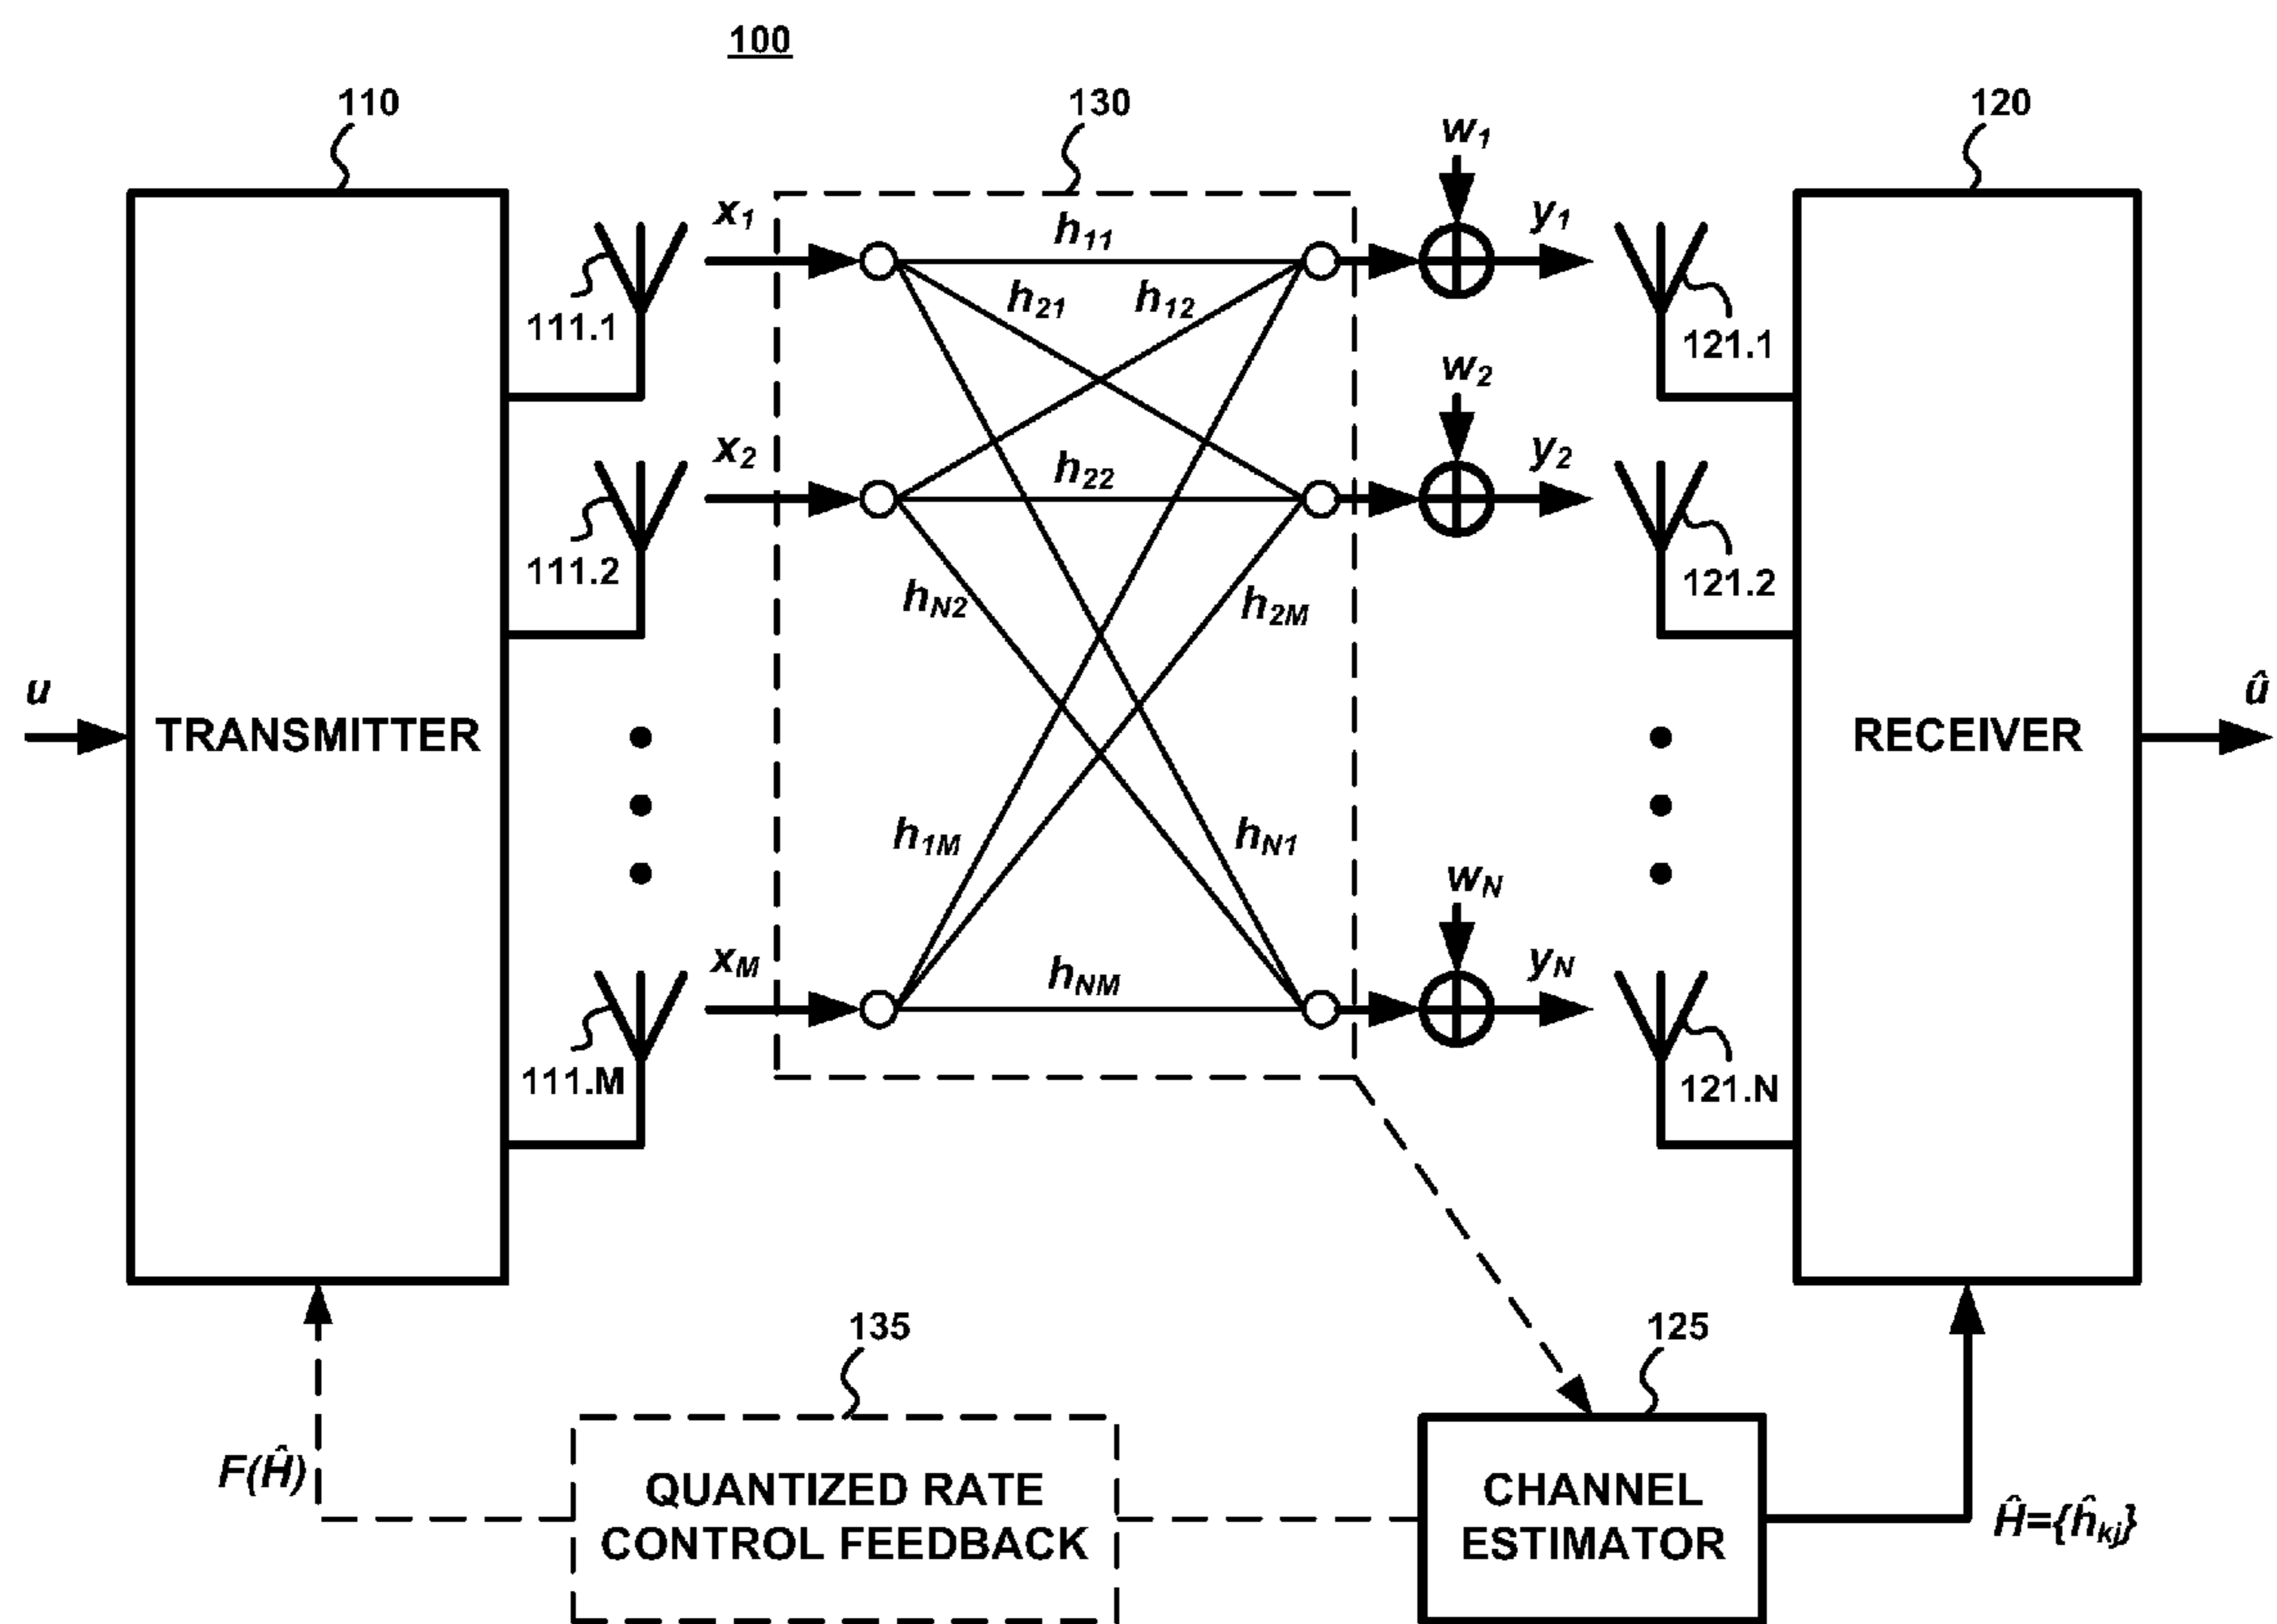 100
110
130
120
w1
x1
h11
y1
h21
h12
111.1
121.1
w2
x2
h22
y2
111.2
121.2
hN2
h2M
u
TRANSMITTER
RECEIVER
û
h1M
hN1
wN
xM
hNM
yN
111.M
121.N
135
125
F(Ĥ)
QUANTIZED RATE
CONTROL FEEDBACK
CHANNEL
ESTIMATOR
Ĥ={ĥkj}